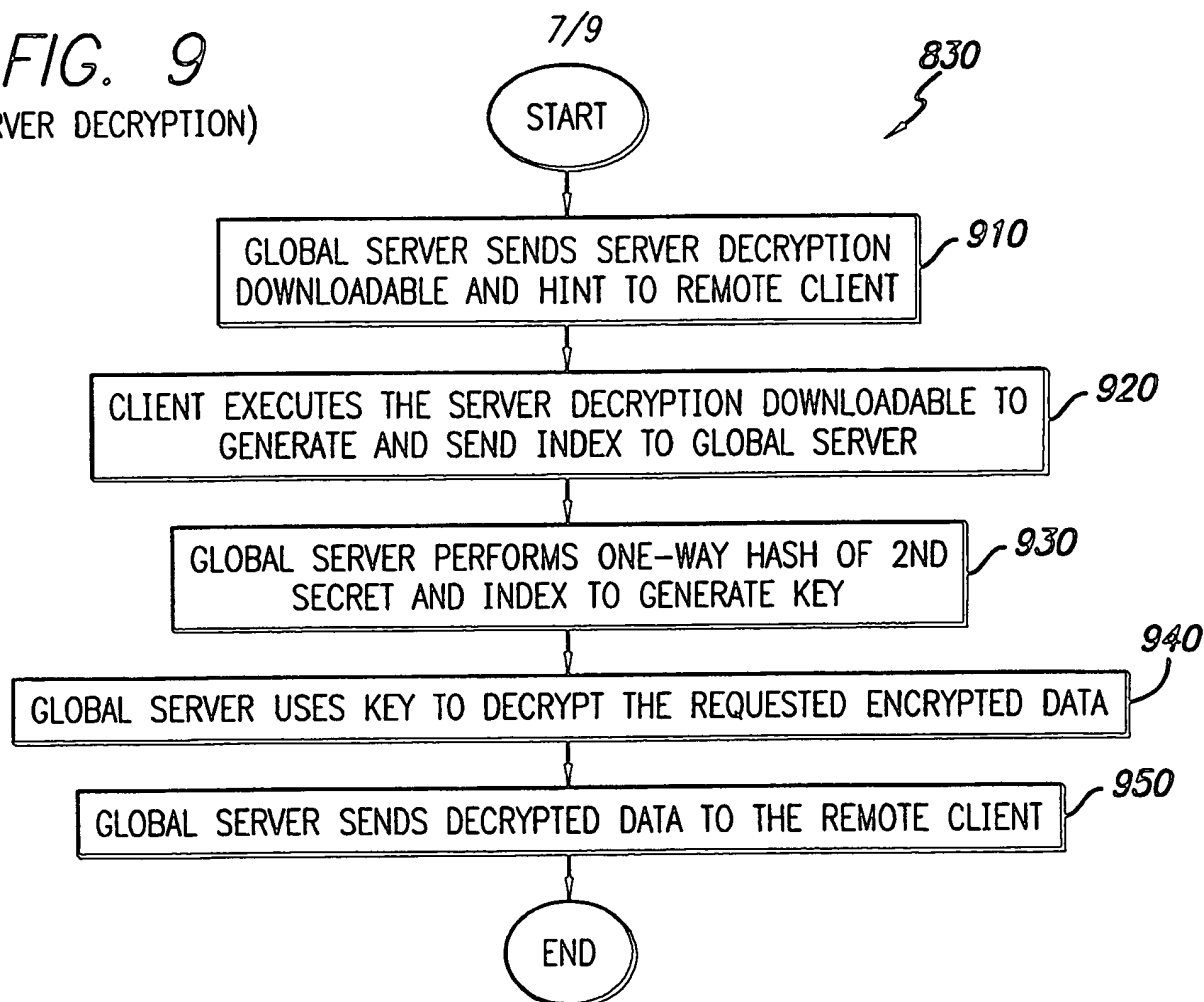 FIG. 9
7/9
830
RVER DECRYPTION)
START
GLOBAL SERVER SENDS SERVER DECRYPTION
DOWNLOADABLE AND HINT TO REMOTE CLIENT
910
CLIENT EXECUTES THE SERVER DECRYPTION DOWNLOADABLE TO
GENERATE AND SEND INDEX TO GLOBAL SERVER
920
GLOBAL SERVER PERFORMS ONE-WAY HASH OF 2ND
SECRET AND INDEX TO GENERATE KEY
930
GLOBAL SERVER USES KEY TO DECRYPT THE REQUESTED ENCRYPTED DATA
940
GLOBAL SERVER SENDS DECRYPTED DATA TO THE REMOTE CLIENT
950
END